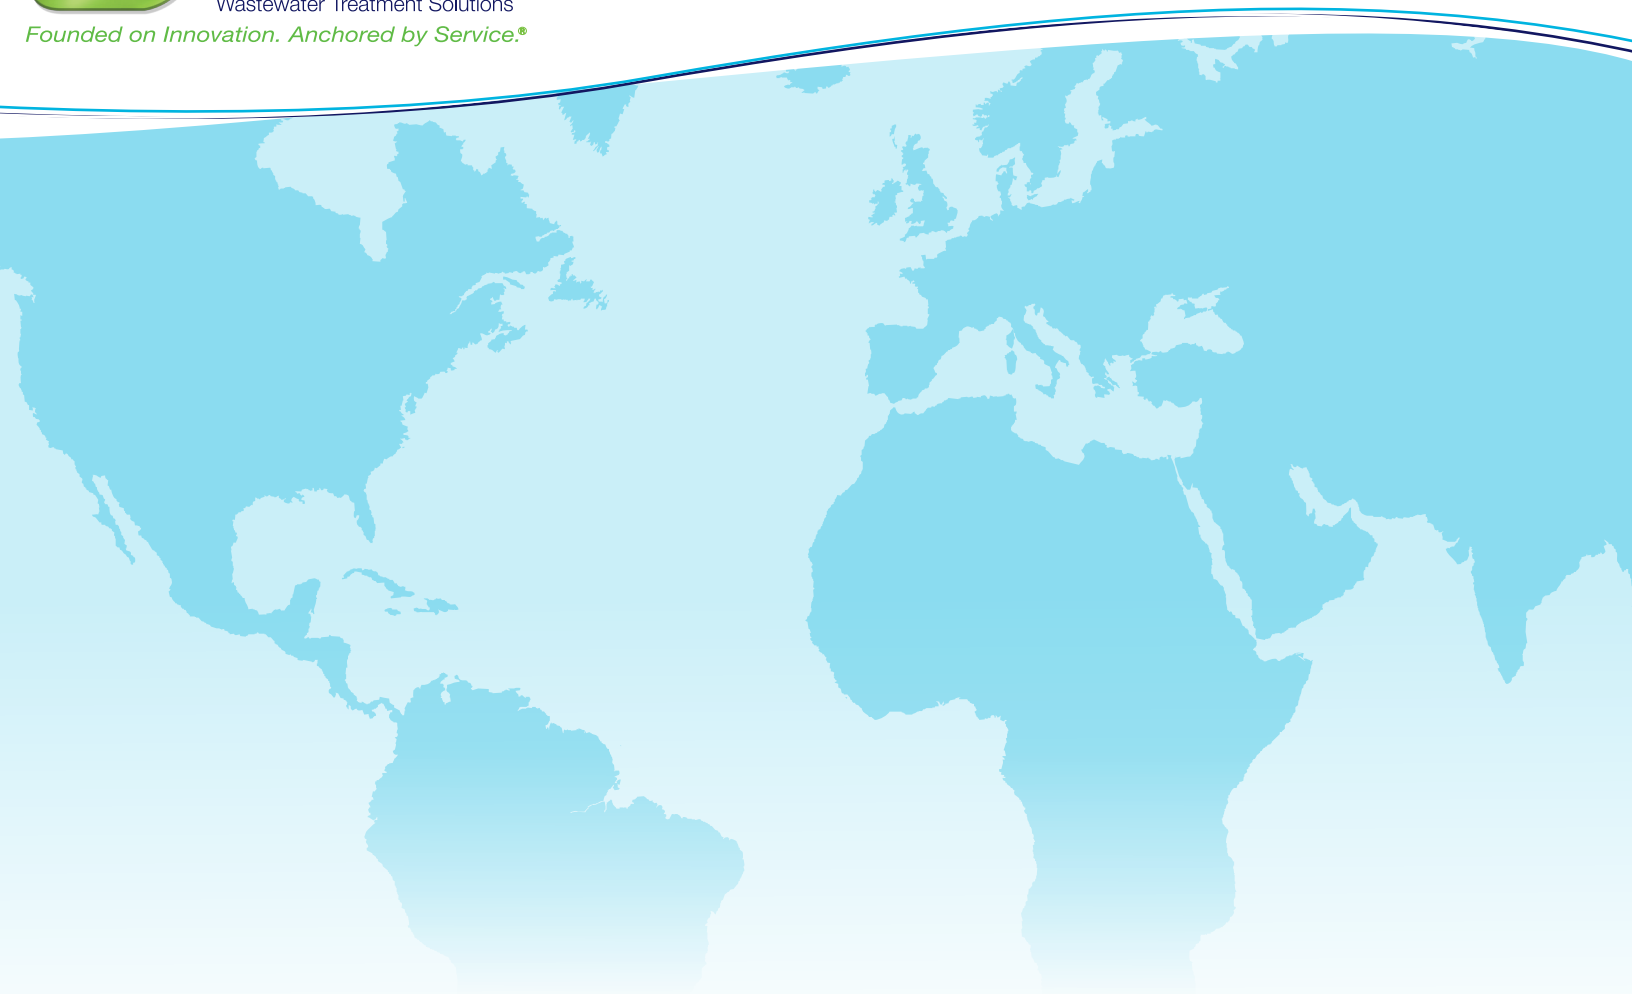 Wastewater Treatment Solutions
Founded on Innovation. Anchored by Service.®